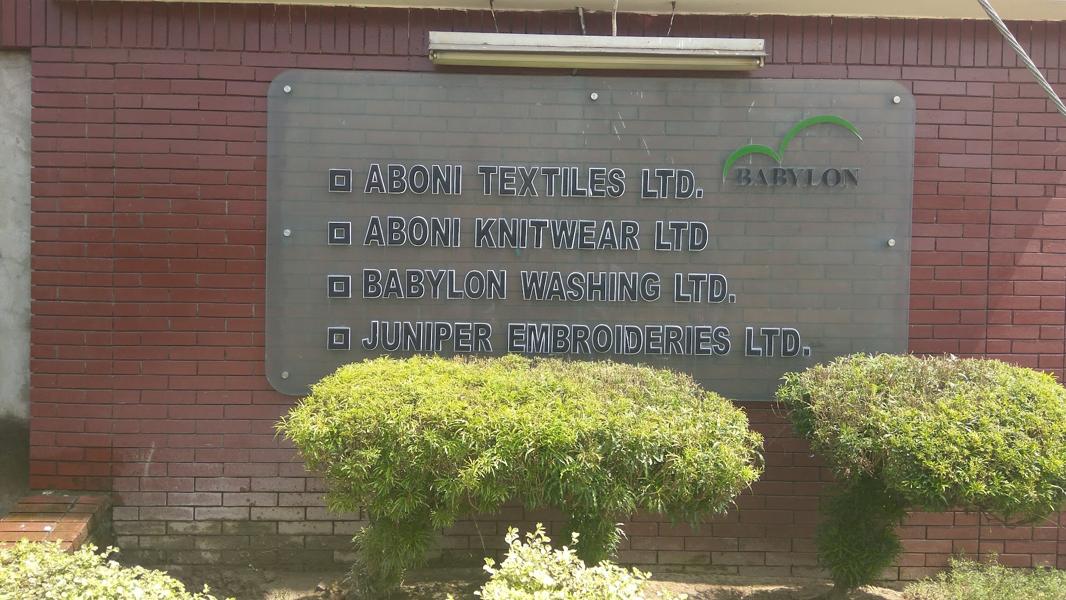 BABYLON
ABONI TEXTILES LTD.
ABONI KNITWEAR LTD
BABYLON WASHING LTD.
JUNIPER EMBROIDERIES LTD.